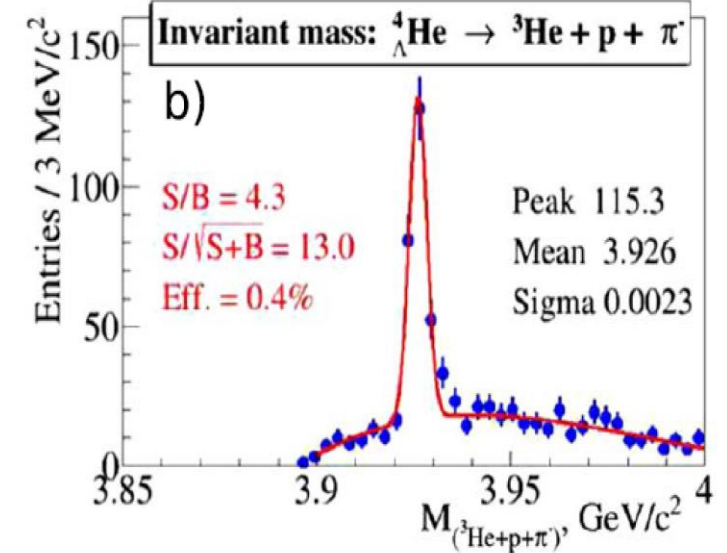 Invariant mass: ⁴ΛHe → ³He + p + π⁻
b)
Entries / 3 MeV/c²
150
100
50
0
S/B = 4.3
S/√S+B = 13.0
Eff. = 0.4%
Peak 115.3
Mean 3.926
Sigma 0.0023
3.85 3.9 3.95 4
M(³He+p+π⁻), GeV/c²